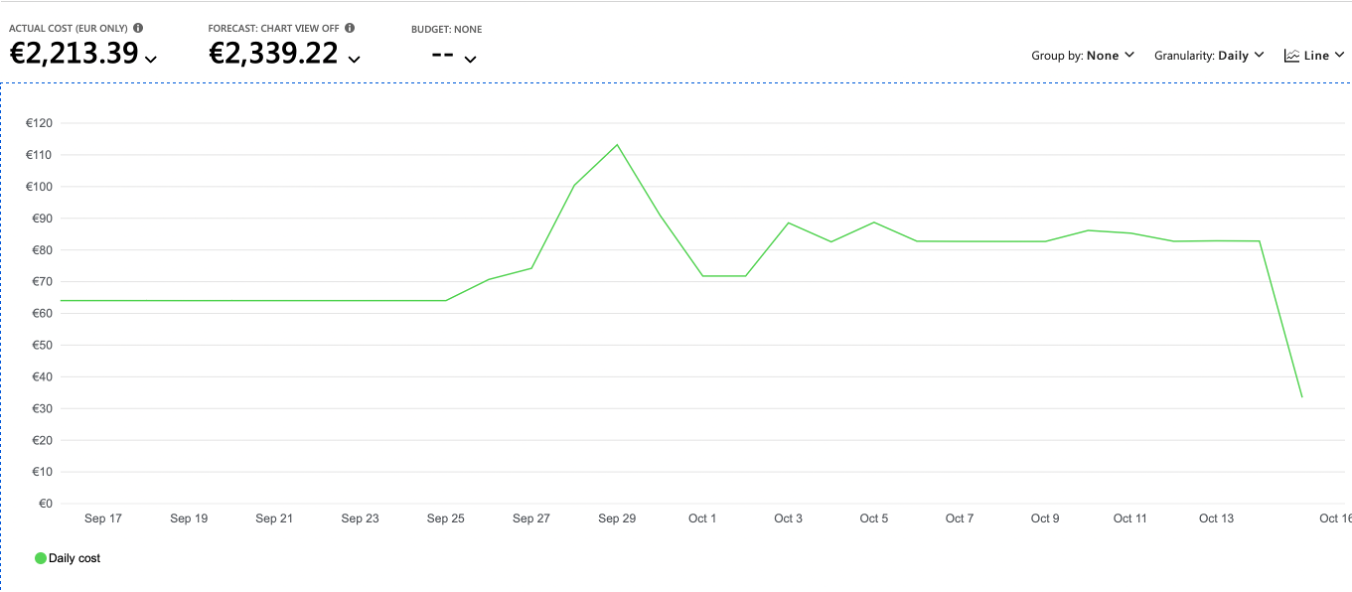 ACTUAL COST (EUR ONLY)
€2,213.39
FORECAST: CHART VIEW OFF
€2,339.22
BUDGET: NONE
--
Group by: None
Granularity: Daily
Line
€120
€110
€100
€90
€80
€70
€60
€50
€40
€30
€20
€10
€0
Sep 17 Sep 19 Sep 21 Sep 23 Sep 25 Sep 27 Sep 29 Oct 1 Oct 3 Oct 5 Oct 7 Oct 9 Oct 11 Oct 13 Oct 16
Daily cost